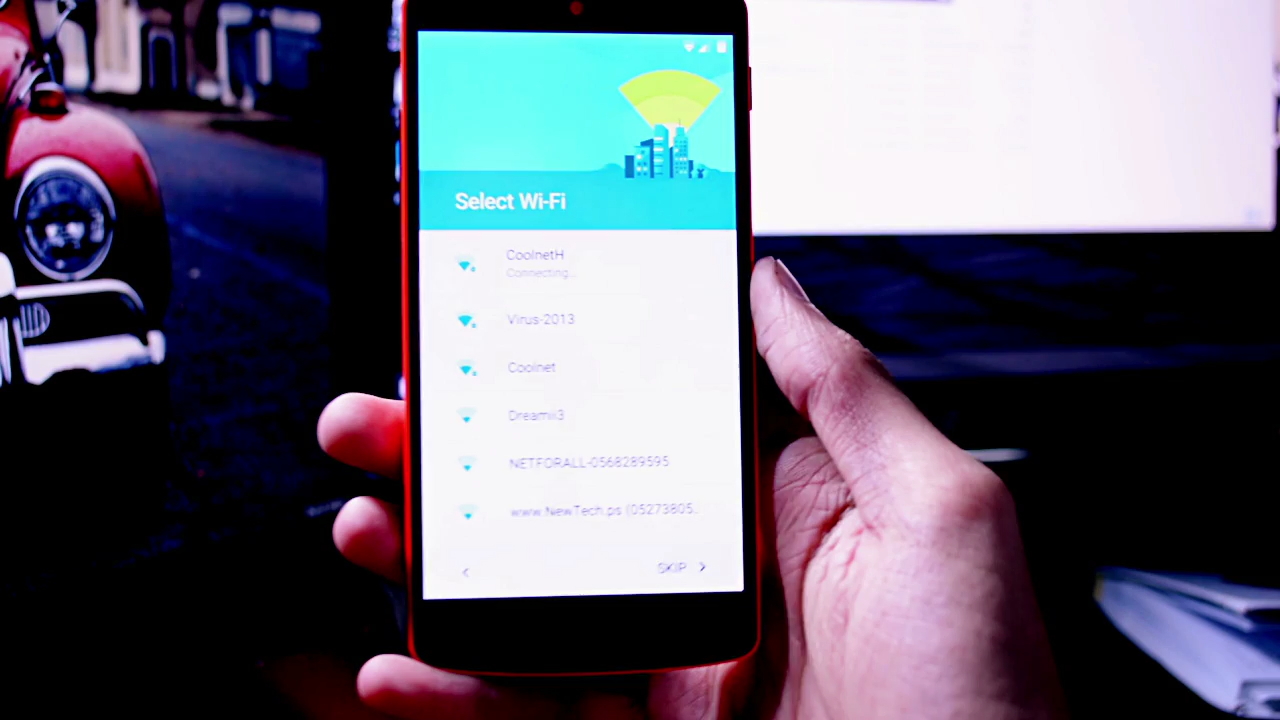 Select Wi-Fi
CoolnetH
Connecting...
Virus-2013
Coolnet
Dreamii3
NETFORALL-0568289595
www.NewTech.ps (05273805..
SKIP